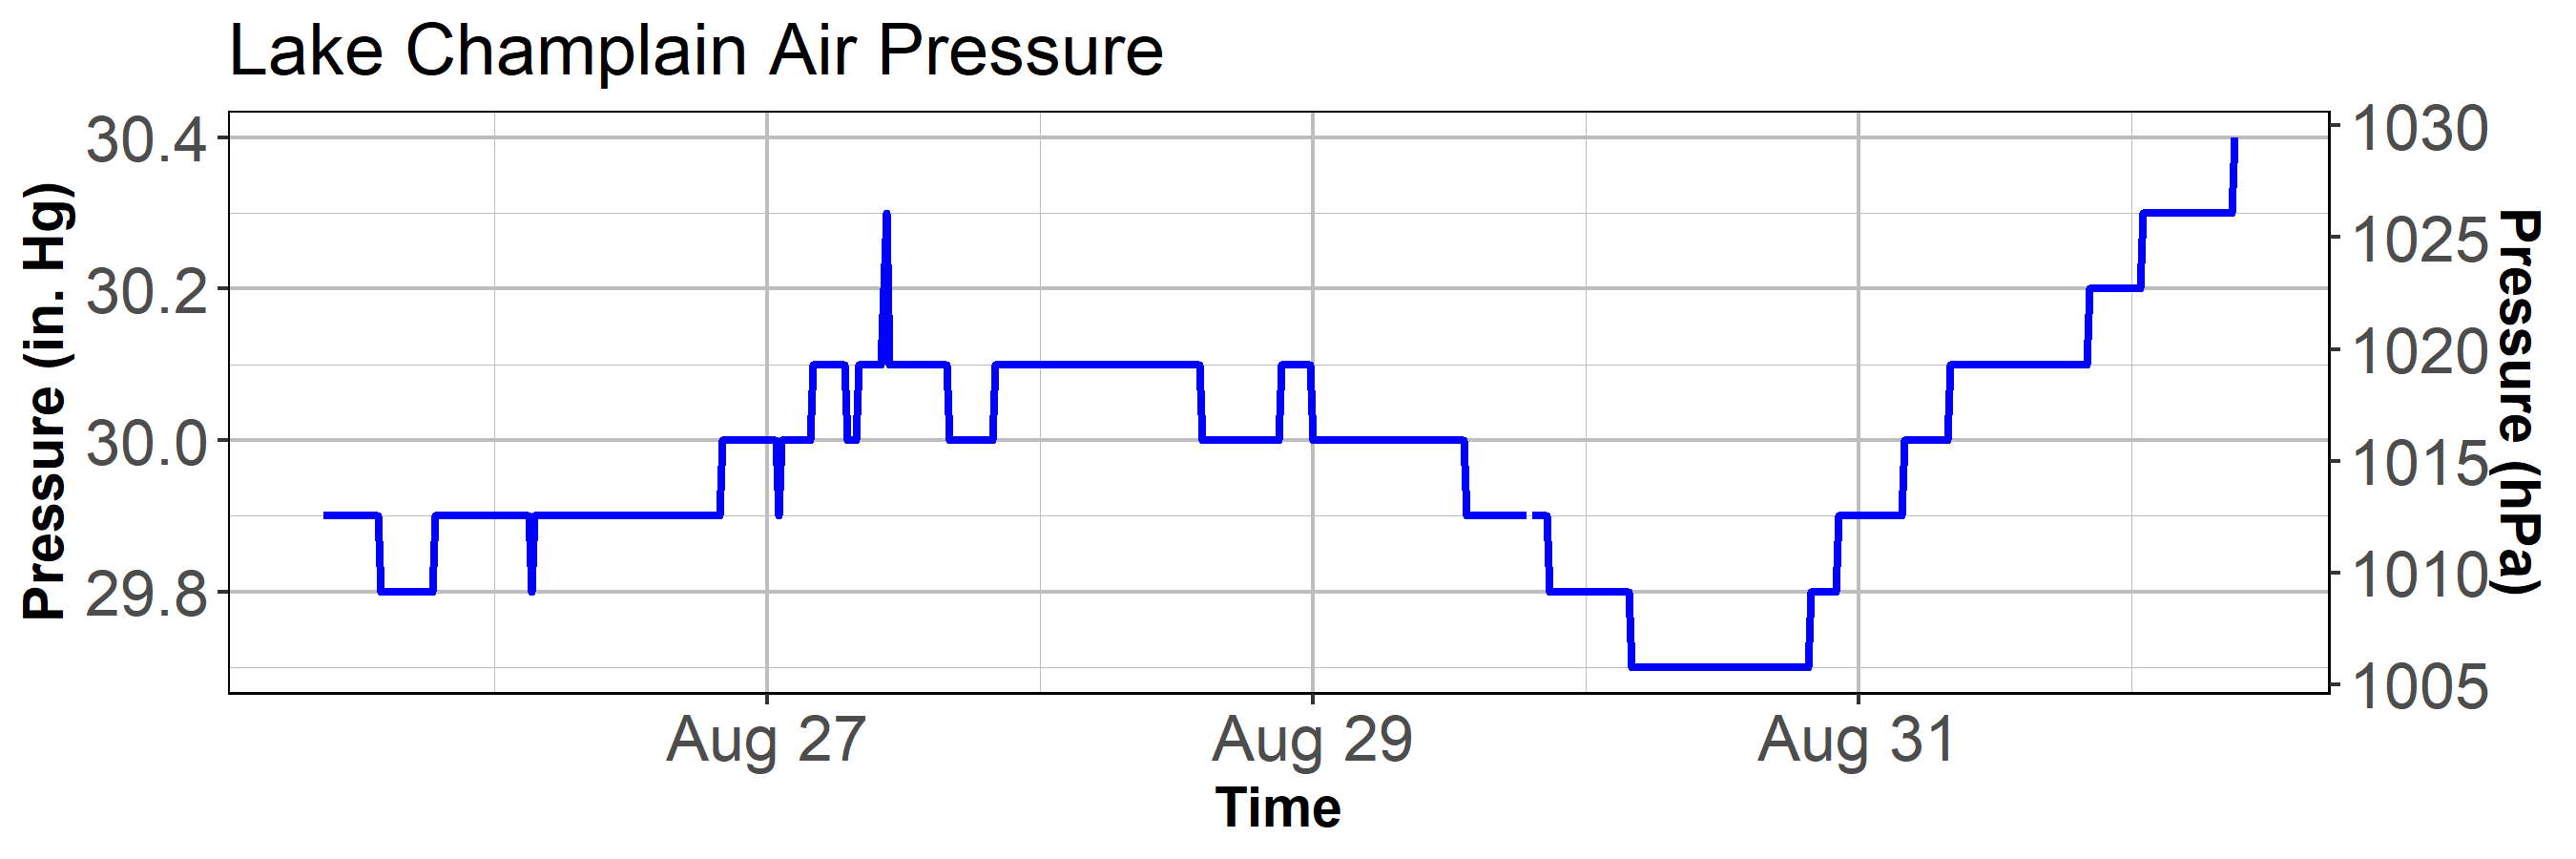 Lake Champlain Air Pressure
Pressure (in. Hg)
30.4
30.2
30.0
29.8
1030
1025
1020
1015
1010
1005
Pressure (hPa)
Aug 27 Aug 29 Aug 31
Time